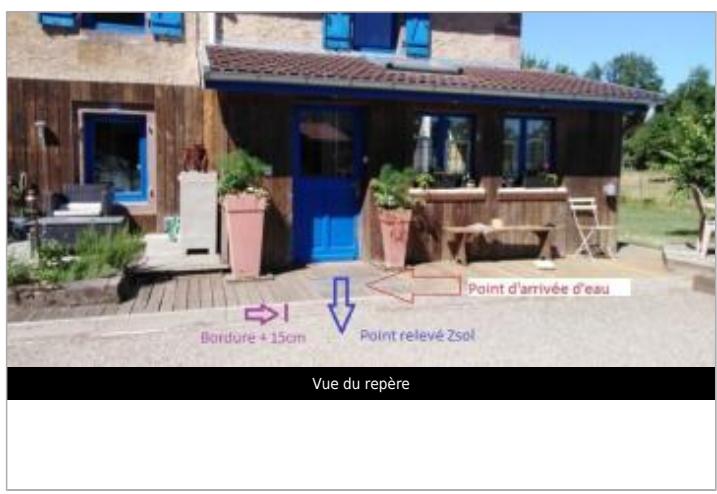 Point d'arrivée d'eau
Bordure + 15cm
Point relevé Zsol
Vue du repère